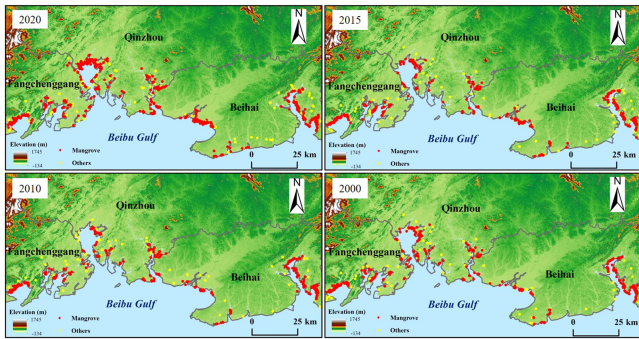 2020
Qinzhou
N
Fangchenggang
Beihai
Beibu Gulf
Elevation (m)
1745
-134
Mangrove
Others
0 25 km
2015
Qinzhou
N
Fangchenggang
Beihai
Beibu Gulf
Elevation (m)
1745
-134
Mangrove
Others
0 25 km
2010
Qinzhou
N
Fangchenggang
Beihai
Beibu Gulf
Elevation (m)
1745
-134
Mangrove
Others
0 25 km
2000
Qinzhou
N
Fangchenggang
Beihai
Beibu Gulf
Elevation (m)
1745
-134
Mangrove
Others
0 25 km